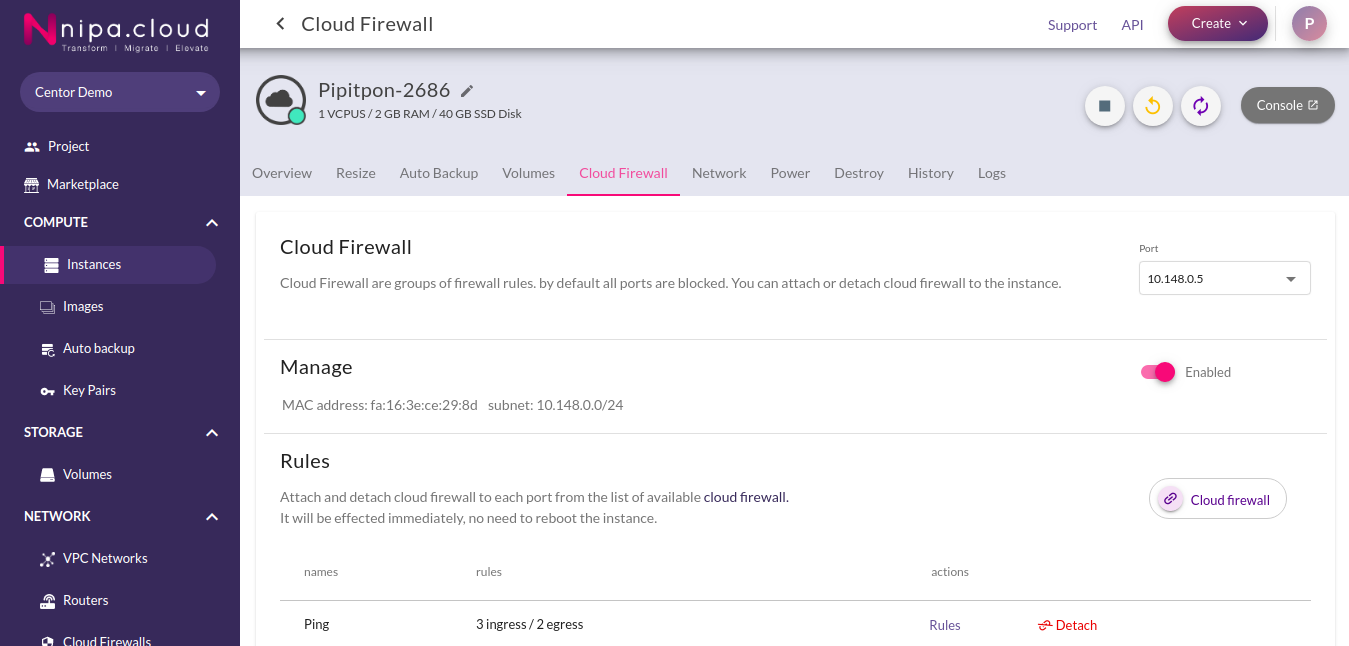 nipa.cloud
Transform | Migrate | Elevate
Centor Demo
Project
Marketplace
COMPUTE
Instances
Images
Auto backup
Key Pairs
STORAGE
Volumes
NETWORK
VPC Networks
Routers
Cloud Firewalls
Cloud Firewall
Support API Create P
Pipitpon-2686
1 VCPUS / 2 GB RAM / 40 GB SSD Disk
Console
Overview Resize Auto Backup Volumes Cloud Firewall Network Power Destroy History Logs
Cloud Firewall
Port
Cloud Firewall are groups of firewall rules. by default all ports are blocked. You can attach or detach cloud firewall to the instance.
10.148.0.5
Manage
Enabled
MAC address: fa:16:3e:ce:29:8d subnet: 10.148.0.0/24
Rules
Attach and detach cloud firewall to each port from the list of available cloud firewall.
It will be effected immediately, no need to reboot the instance.
Cloud firewall
names rules actions
Ping 3 ingress / 2 egress Rules Detach